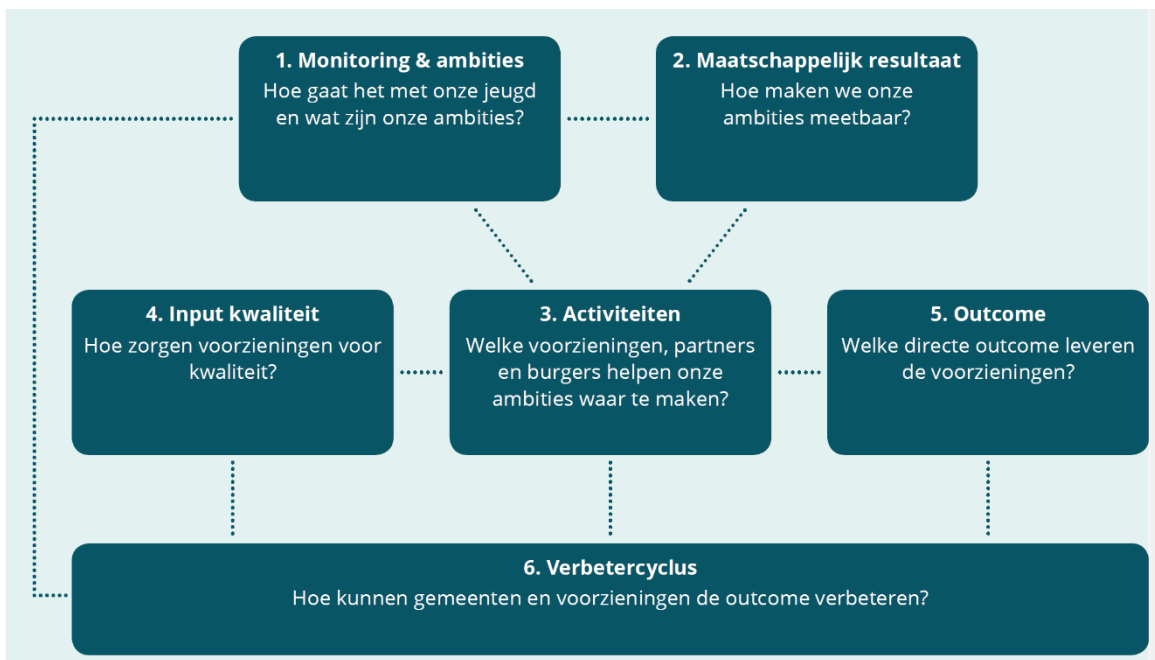 1. Monitoring & ambities
Hoe gaat het met onze jeugd
en wat zijn onze ambities?
2. Maatschappelijk resultaat
Hoe maken we onze
ambities meetbaar?
4. Input kwaliteit
Hoe zorgen voorzieningen voor
kwaliteit?
3. Activiteiten
Welke voorzieningen, partners
en burgers helpen onze
ambities waar te maken?
5. Outcome
Welke directe outcome leveren
de voorzieningen?
6. Verbetercyclus
Hoe kunnen gemeenten en voorzieningen de outcome verbeteren?